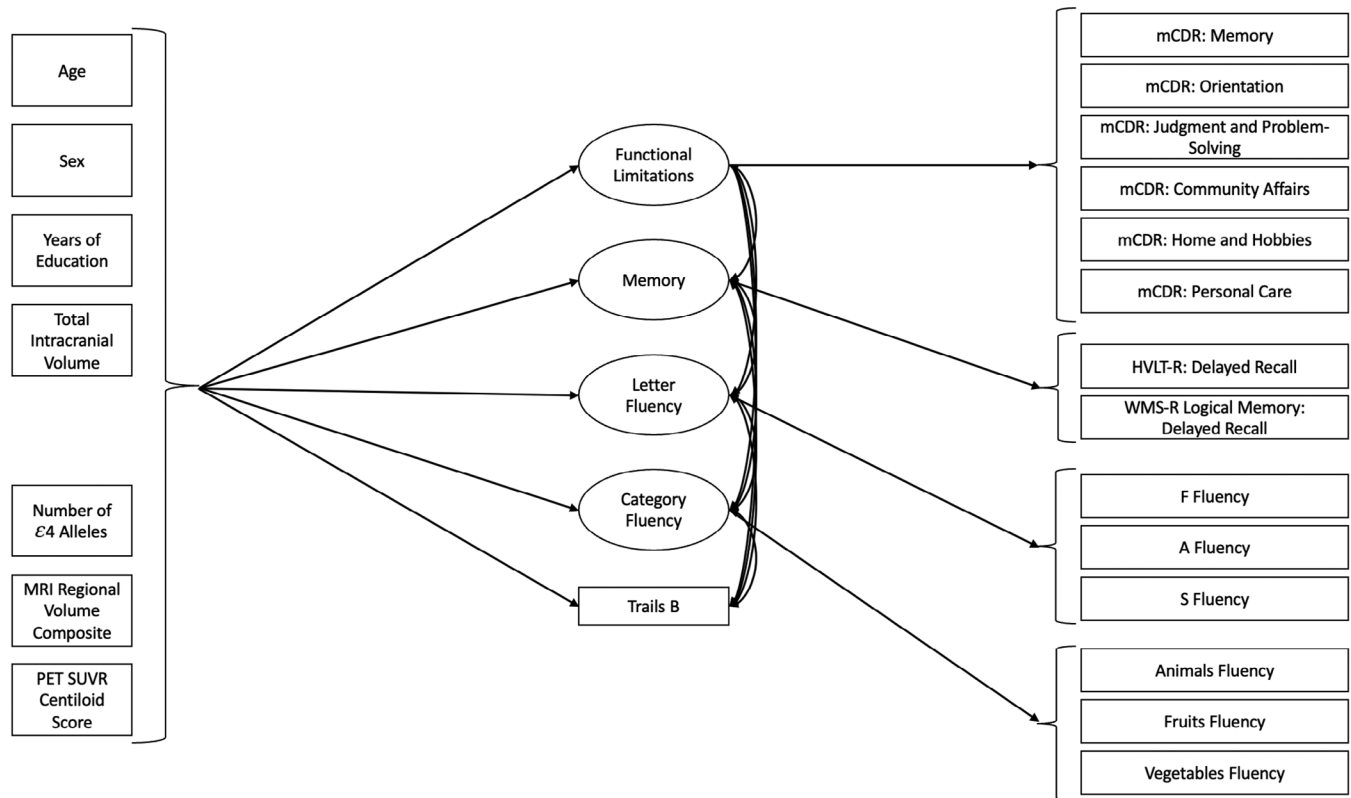 Age
Sex
Years of
Education
Total
Intracranial
Volume
Number of
ℰ4 Alleles
MRI Regional
Volume
Composite
PET SUVR
Centiloid
Score
Functional
Limitations
Memory
Letter
Fluency
Category
Fluency
Trails B
mCDR: Memory
mCDR: Orientation
mCDR: Judgment and Problem-
Solving
mCDR: Community Affairs
mCDR: Home and Hobbies
mCDR: Personal Care
HVLT-R: Delayed Recall
WMS-R Logical Memory:
Delayed Recall
F Fluency
A Fluency
S Fluency
Animals Fluency
Fruits Fluency
Vegetables Fluency